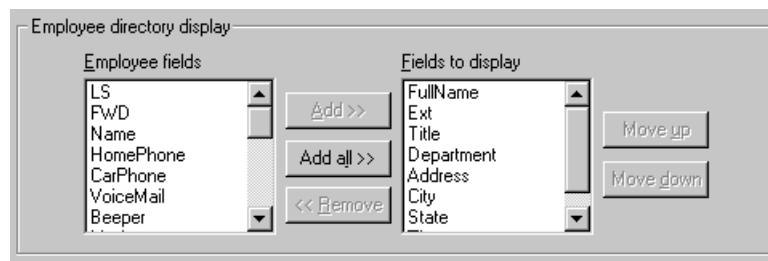 Employee directory display
Employee fields
LS
FWD
Name
HomePhone
CarPhone
VoiceMail
Beeper
Add >>
Add all >>
<< Remove
Fields to display
FullName
Ext
Title
Department
Address
City
State
Move up
Move down